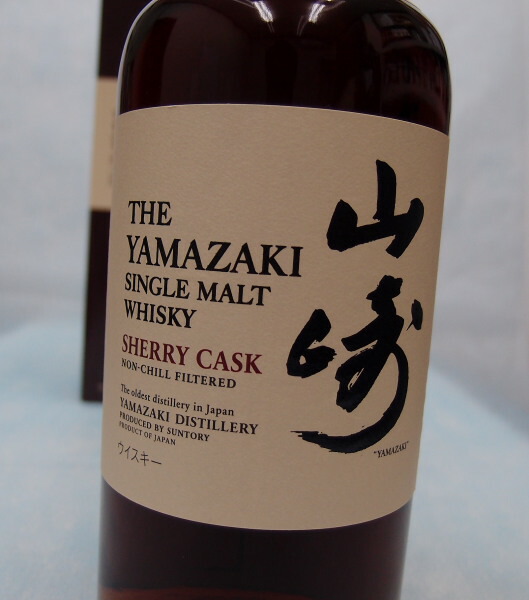 THE
YAMAZAKI
SINGLE MALT
WHISKY
SHERRY CASK
NON-CHILL FILTERED
The oldest distillery in Japan
YAMAZAKI DISTILLERY
PRODUCED BY SUNTORY
PRODUCT OF JAPAN
ウイスキー
山崎
"YAMAZAKI"